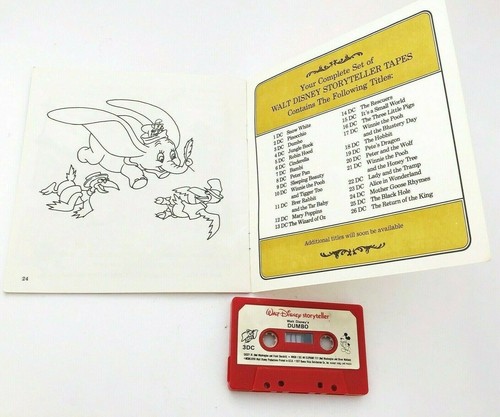 24
Your Complete Set of
WALT DISNEY STORYTELLER TAPES
Contains The Following Titles:
1 DC Snow White
2 DC Pinocchio
3 DC Dumbo
4 DC Jungle Book
5 DC Robin Hood
6 DC Cinderella
7 DC Bambi
8 DC Peter Pan
9 DC Sleeping Beauty
10 DC Winnie the Pooh
and Tigger Too
11 DC Brer Rabbit
and the Tar Baby
12 DC Mary Poppins
13 DC The Wizard of Oz
14 DC The Rescuers
15 DC It's a Small World
16 DC The Three Little Pigs
17 DC Winnie the Pooh
and the Blustery Day
18 DC The Hobbit
19 DC Pete's Dragon
20 DC Peter and the Wolf
21 DC Winnie the Pooh
and the Honey Tree
22 DC Lady and the Tramp
23 DC Alice in Wonderland
24 DC Mother Goose Rhymes
25 DC The Black Hole
26 DC The Return of the King
Additional titles will soon be available
Walt Disney storyteller
Walt Disney's
DUMBO
3DC